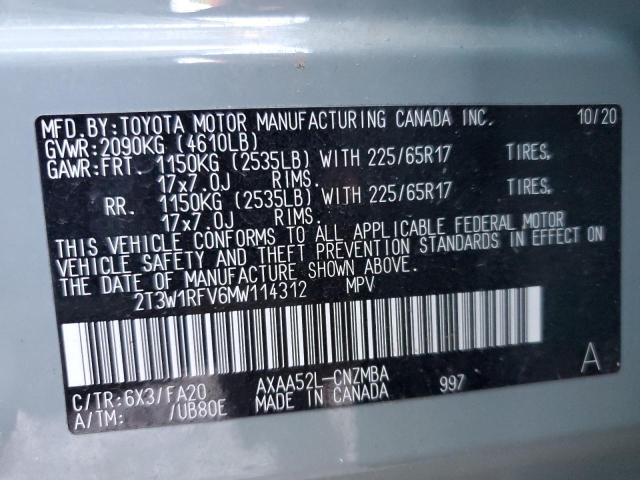 MFD.BY:TOYOTA MOTOR MANUFACTURING CANADA INC. 10/20
GVWR:2090KG (4610LB)
GAWR:FRT. 1150KG (2535LB) WITH 225/65R17 TIRES,
17x7.0J RIMS.
RR. 1150KG (2535LB) WITH 225/65R17 TIRES,
17x7.0J RIMS.
THIS VEHICLE CONFORMS TO ALL APPLICABLE FEDERAL MOTOR
VEHICLE SAFETY AND THEFT PREVENTION STANDARDS IN EFFECT ON
THE DATE OF MANUFACTURE SHOWN ABOVE.
2T3W1RFV6MW114312 MPV
C/TR:6X3/FA20 AXAA52L-CNZMBA 997 A
A/TM: /UB80E MADE IN CANADA